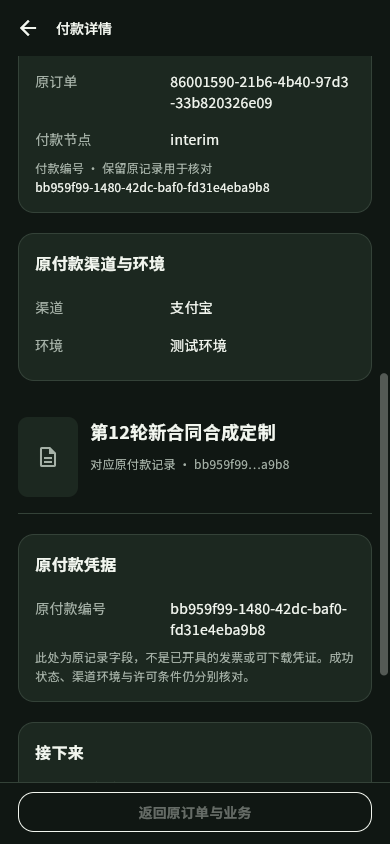 付款详情
原订单
86001590-21b6-4b40-97d3
-33b820326e09
付款节点
interim
付款编号 · 保留原记录用于核对
bb959f99-1480-42dc-baf0-fd31e4eba9b8
原付款渠道与环境
渠道
支付宝
环境
测试环境
第12轮新合同合成定制
对应原付款记录 · bb959f99…a9b8
原付款凭据
原付款编号
bb959f99-1480-42dc-baf0-
fd31e4eba9b8
此处为原记录字段，不是已开具的发票或可下载凭证。成功
状态、渠道环境与许可条件仍分别核对。
接下来
返回原订单与业务